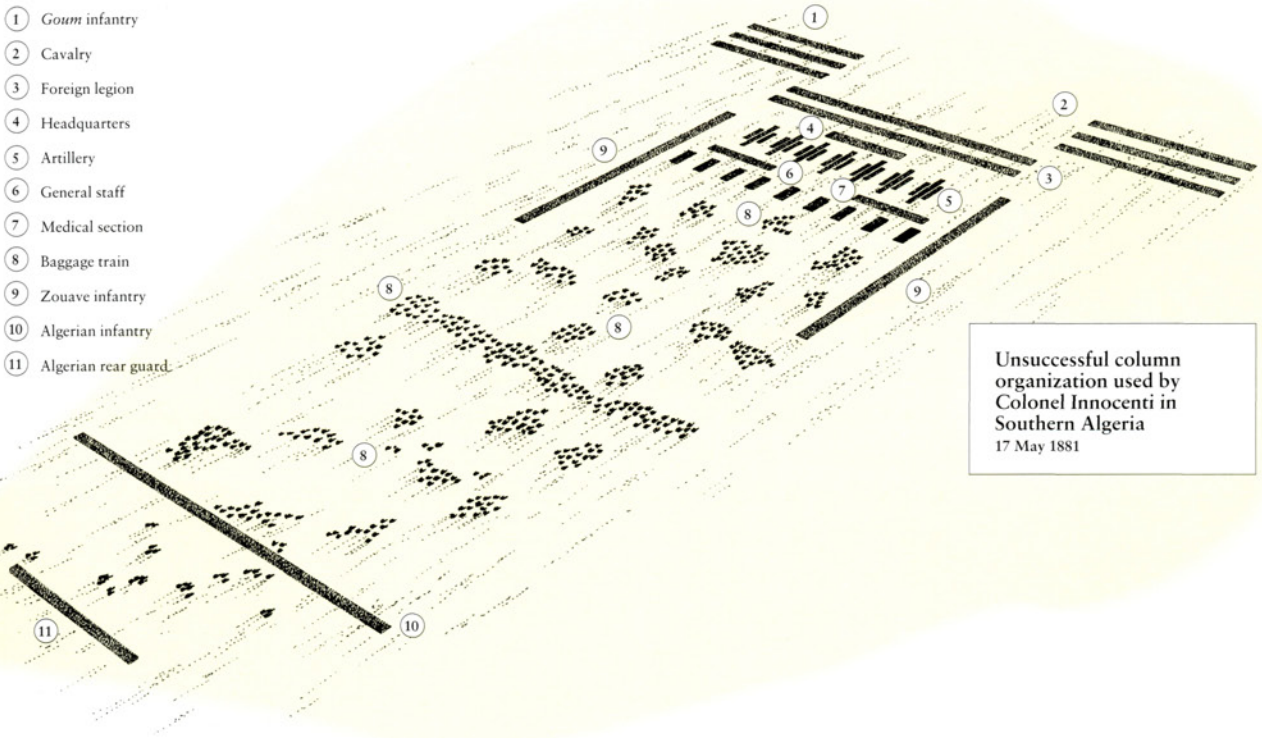 1 Goum infantry
2 Cavalry
3 Foreign legion
4 Headquarters
5 Artillery
6 General staff
7 Medical section
8 Baggage train
9 Zouave infantry
10 Algerian infantry
11 Algerian rear guard
1
2
9
4
3
6
7
5
8
9
8
8
8
10
11
Unsuccessful column
organization used by
Colonel Innocenti in
Southern Algeria
17 May 1881